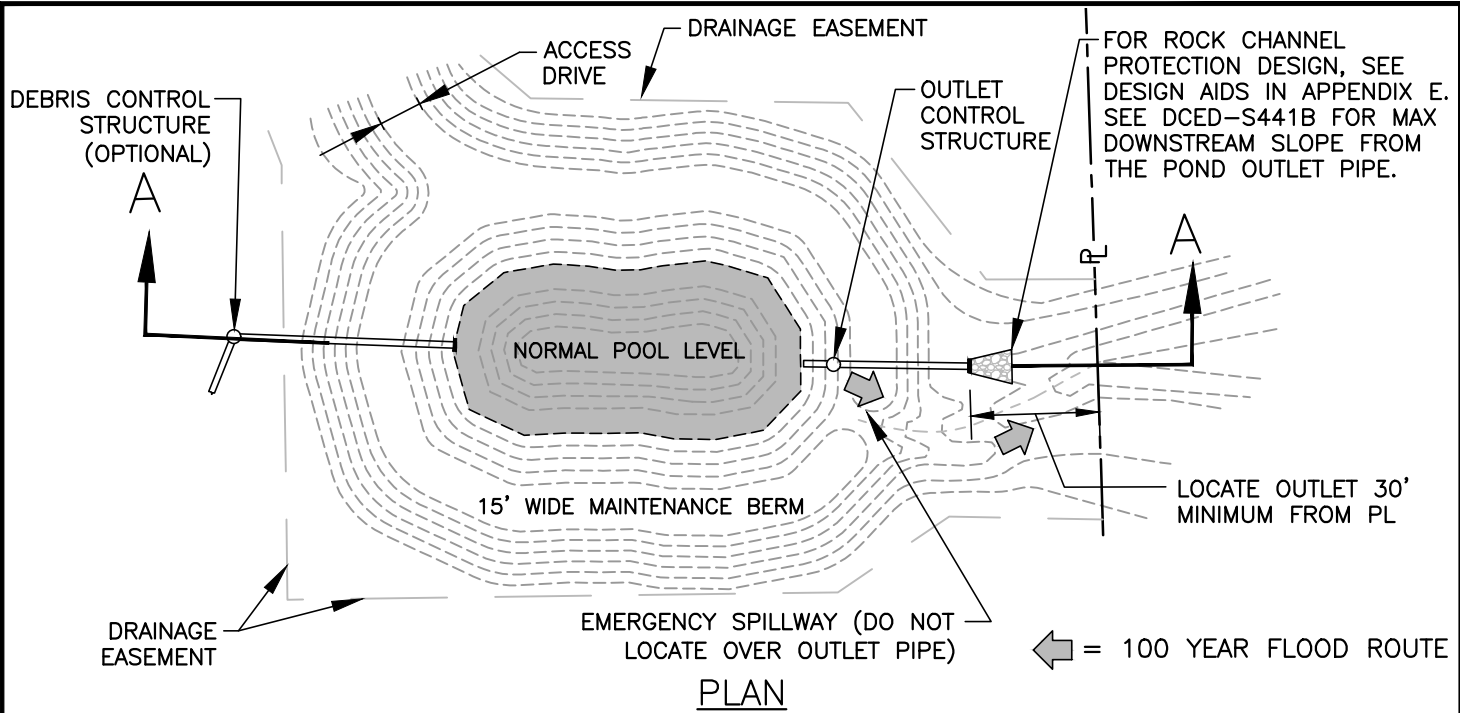 DRAINAGE EASEMENT
ACCESS
DRIVE
FOR ROCK CHANNEL
PROTECTION DESIGN, SEE
DESIGN AIDS IN APPENDIX E.
SEE DCED-S441B FOR MAX
DOWNSTREAM SLOPE FROM
THE POND OUTLET PIPE.
DEBRIS CONTROL
STRUCTURE
(OPTIONAL)
OUTLET
CONTROL
STRUCTURE
A
A
PL
NORMAL POOL LEVEL
15' WIDE MAINTENANCE BERM
LOCATE OUTLET 30'
MINIMUM FROM PL
DRAINAGE
EASEMENT
EMERGENCY SPILLWAY (DO NOT
LOCATE OVER OUTLET PIPE)
= 100 YEAR FLOOD ROUTE
PLAN